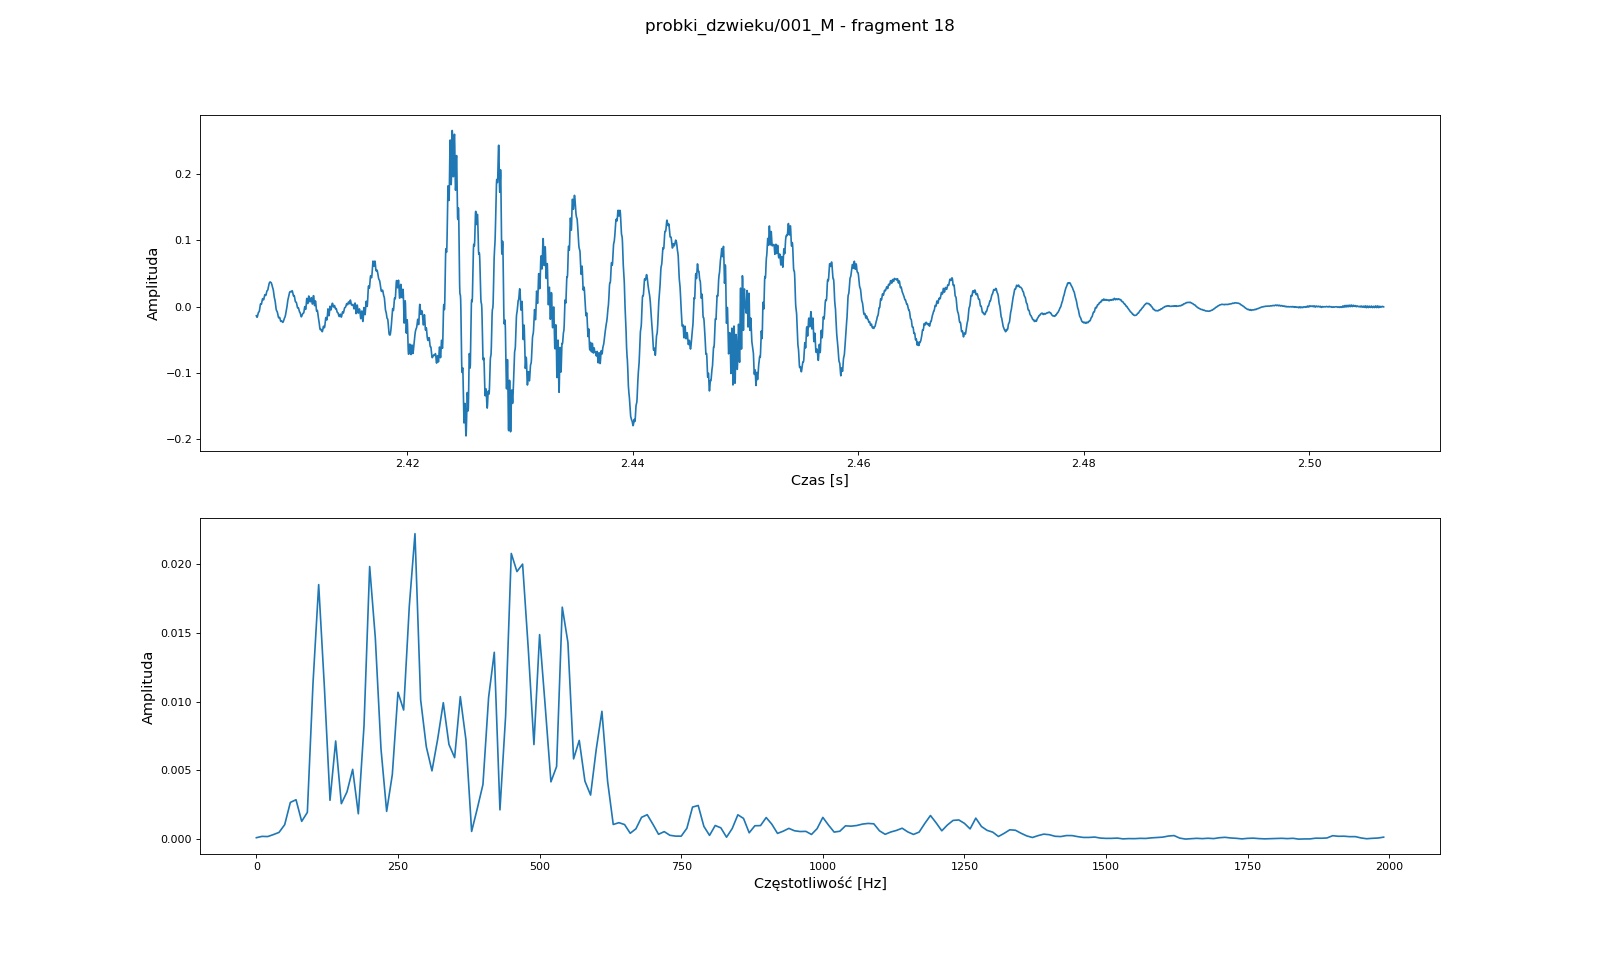 probki_dzwieku/001_M - fragment 18
Amplituda
0.2
0.1
0.0
−0.1
−0.2
2.42 2.44 2.46 2.48 2.50
Czas [s]
Amplituda
0.020
0.015
0.010
0.005
0.000
0 250 500 750 1000 1250 1500 1750 2000
Częstotliwość [Hz]